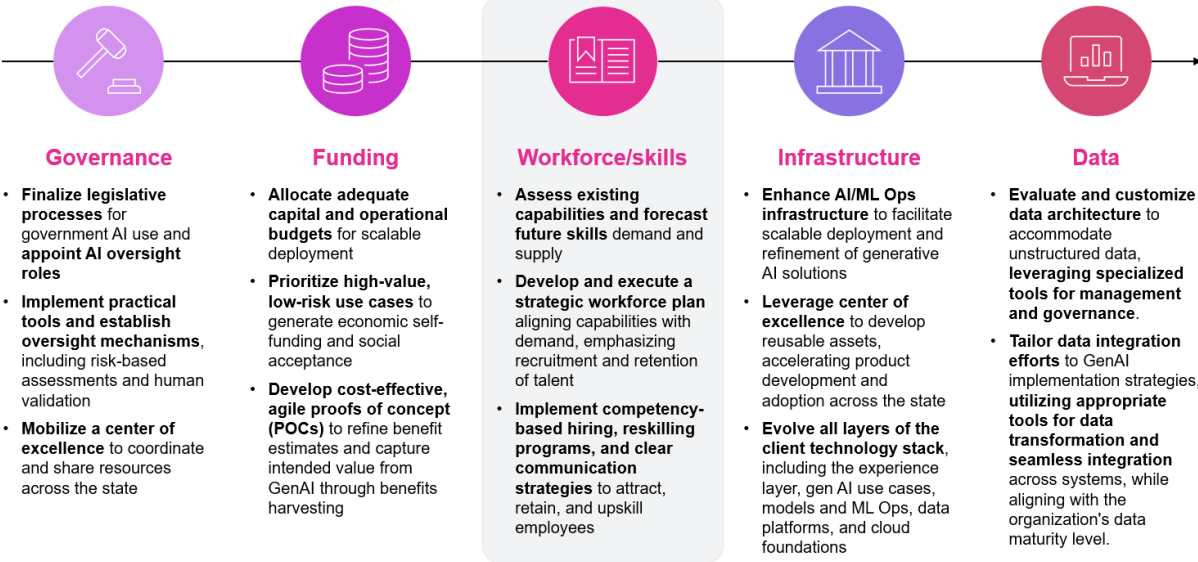 Governance
• Finalize legislative
processes for
government AI use and
appoint AI oversight
roles
• Implement practical
tools and establish
oversight mechanisms,
including risk-based
assessments and human
validation
• Mobilize a center of
excellence to coordinate
and share resources
across the state
Funding
• Allocate adequate
capital and operational
budgets for scalable
deployment
• Prioritize high-value,
low-risk use cases to
generate economic self-
funding and social
acceptance
• Develop cost-effective,
agile proofs of concept
(POCs) to refine benefit
estimates and capture
intended value from
GenAI through benefits
harvesting
Workforce/skills
• Assess existing
capabilities and forecast
future skills demand and
supply
• Develop and execute a
strategic workforce plan
aligning capabilities with
demand, emphasizing
recruitment and retention
of talent
• Implement competency-
based hiring, reskilling
programs, and clear
communication
strategies to attract,
retain, and upskill
employees
Infrastructure
• Enhance AI/ML Ops
infrastructure to facilitate
scalable deployment and
refinement of generative
AI solutions
• Leverage center of
excellence to develop
reusable assets,
accelerating product
development and
adoption across the state
• Evolve all layers of the
client technology stack,
including the experience
layer, gen AI use cases,
models and ML Ops, data
platforms, and cloud
foundations
Data
• Evaluate and customize
data architecture to
accommodate
unstructured data,
leveraging specialized
tools for management
and governance.
• Tailor data integration
efforts to GenAI
implementation strategies,
utilizing appropriate
tools for data
transformation and
seamless integration
across systems, while
aligning with the
organization's data
maturity level.